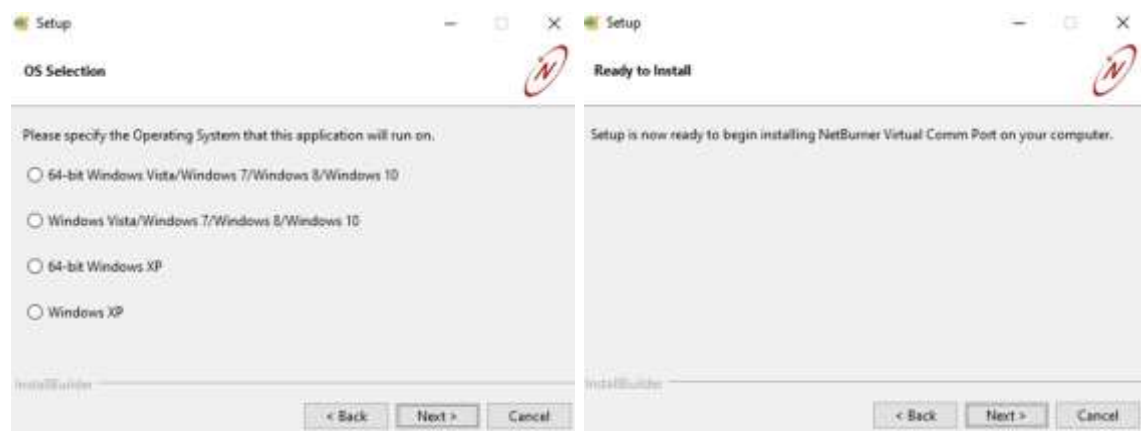 Setup
OS Selection
Please specify the Operating System that this application will run on.
64-bit Windows Vista/Windows 7/Windows 8/Windows 10
Windows Vista/Windows 7/Windows 8/Windows 10
64-bit Windows XP
Windows XP
InstallBuilder
< Back
Next >
Cancel
Setup
Ready to Install
N
Setup is now ready to begin installing NetBurner Virtual Comm Port on your computer.
InstallBuilder
< Back
Next >
Cancel